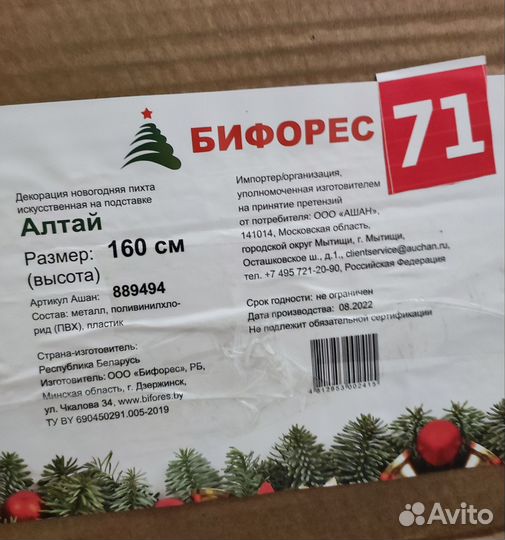 БИФОРЕС
71
Декорация новогодняя пихта
искусственная на подставке
Алтай
Размер: 160 см
(высота)
Артикул Ашан: 889494
Состав: металл, поливинилхло-
рид (ПВХ), пластик
Страна-изготовитель:
Республика Беларусь
Изготовитель: ООО «Бифорес», РБ,
Минская область, г. Дзержинск,
ул. Чкалова 34, www.bifores.by
ТУ BY 690450291.005-2019
Импортер/организация,
уполномоченная изготовителем
на принятие претензий
от потребителя: ООО «АШАН»,
141014, Московская область,
городской округ Мытищи, г. Мытищи,
Осташковское ш., д.1., clientservice@auchan.ru,
тел. +7 495 721-20-90, Российская Федерация
Срок годности: не ограничен
Дата производства: 08.2022
Не подлежит обязательной сертификации
4 812853 002415
Avito